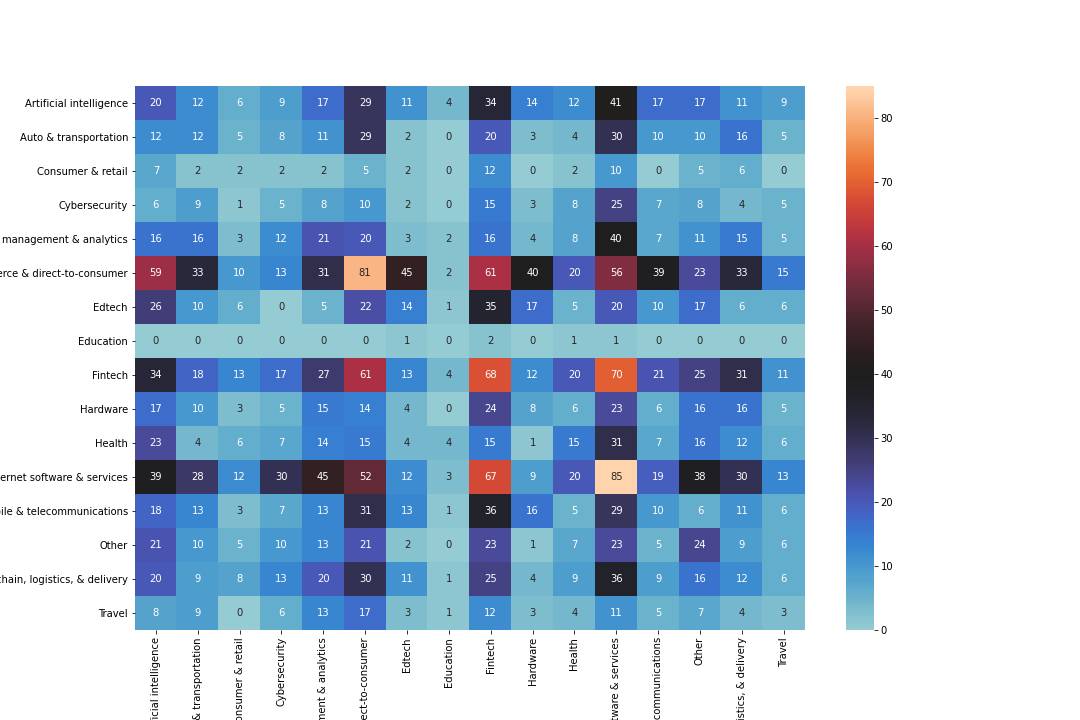 Artificial intelligence 20 12 6 9 17 29 11 4 34 14 12 41 17 17 11 9
Auto & transportation 12 12 5 8 11 29 2 0 20 3 4 30 10 10 16 5
Consumer & retail 7 2 2 2 2 5 2 0 12 0 2 10 0 5 6 0
Cybersecurity 6 9 1 5 8 10 2 0 15 3 8 25 7 8 4 5
management & analytics 16 16 3 12 21 20 3 2 16 4 8 40 7 11 15 5
erce & direct-to-consumer 59 33 10 13 31 81 45 2 61 40 20 56 39 23 33 15
Edtech 26 10 6 0 5 22 14 1 35 17 5 20 10 17 6 6
Education 0 0 0 0 0 0 1 0 2 0 1 1 0 0 0 0
Fintech 34 18 13 17 27 61 13 4 68 12 20 70 21 25 31 11
Hardware 17 10 3 5 15 14 4 0 24 8 6 23 6 16 16 5
Health 23 4 6 7 14 15 4 4 15 1 15 31 7 16 12 6
ernet software & services 39 28 12 30 45 52 12 3 67 9 20 85 19 38 30 13
bile & telecommunications 18 13 3 7 13 31 13 1 36 16 5 29 10 6 11 6
Other 21 10 5 10 13 21 2 0 23 1 7 23 5 24 9 6
chain, logistics, & delivery 20 9 8 13 20 30 11 1 25 4 9 36 9 16 12 6
Travel 8 9 0 6 13 17 3 1 12 3 4 11 5 7 4 3
icial intelligence
& transportation
onsumer & retail
Cybersecurity
ment & analytics
ect-to-consumer
Edtech
Education
Fintech
Hardware
Health
tware & services
communications
Other
istics, & delivery
Travel
80
70
60
50
40
30
20
10
0